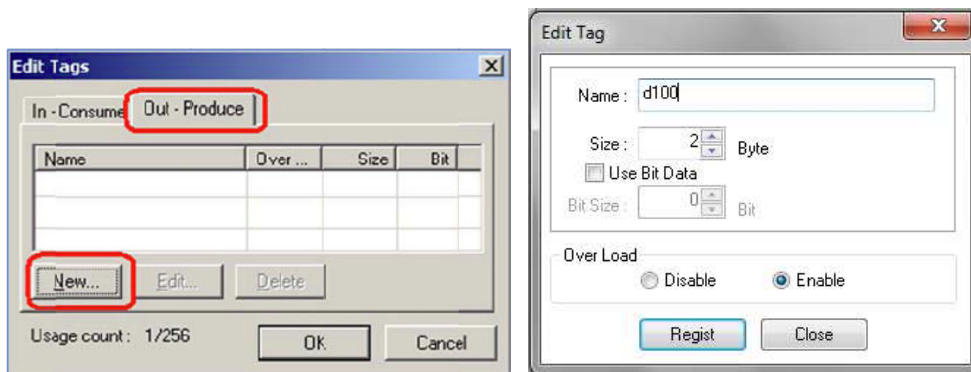 Edit Tags
In - Consume Out - Produce
Name Over ... Size Bit
New... Edit... Delete
Usage count : 1/256 OK Cancel
Edit Tag
Name : d100
Size : 2 Byte
Use Bit Data
Bit Size : 0 Bit
Over Load
Disable Enable
Regist Close